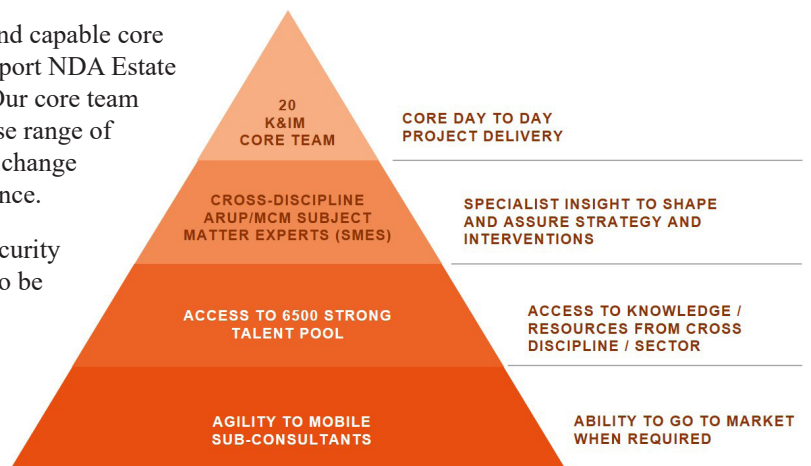 nd capable core
port NDA Estate
Our core team
se range of
change
nce.
curity
o be
20
K&IM
CORE TEAM
CORE DAY TO DAY
PROJECT DELIVERY
CROSS-DISCIPLINE
ARUP/MCM SUBJECT
MATTER EXPERTS (SMES)
SPECIALIST INSIGHT TO SHAPE
AND ASSURE STRATEGY AND
INTERVENTIONS
ACCESS TO 6500 STRONG
TALENT POOL
ACCESS TO KNOWLEDGE /
RESOURCES FROM CROSS
DISCIPLINE / SECTOR
AGILITY TO MOBILE
SUB-CONSULTANTS
ABILITY TO GO TO MARKET
WHEN REQUIRED